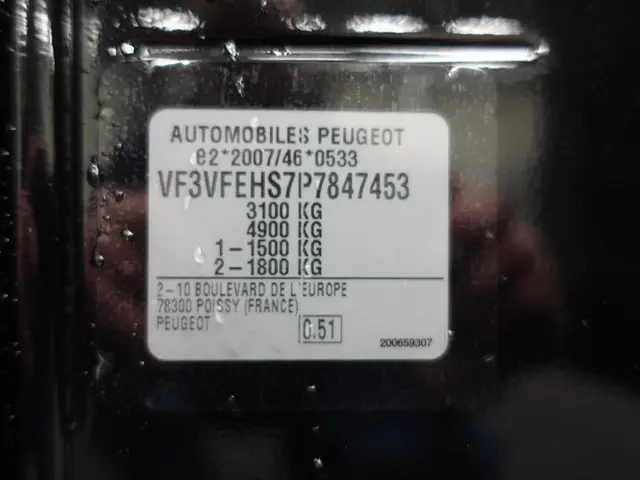 AUTOMOBILES PEUGEOT
e2*2007/46*0533
VF3VFEHS7P7847453
3100 KG
4900 KG
1-1500 KG
2-1800 KG
2-10 BOULEVARD DE L'EUROPE
78300 POISSY (FRANCE)
PEUGEOT
0.51
200659307